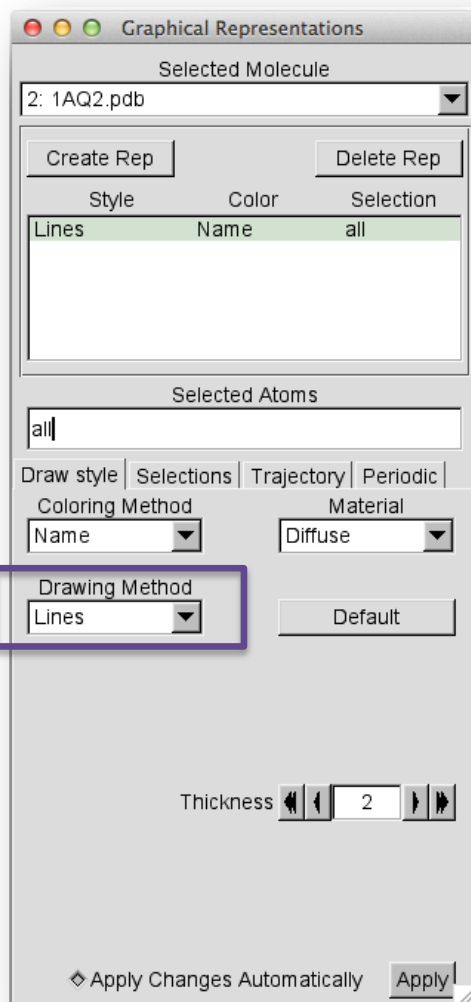 Graphical Representations
Selected Molecule
2: 1AQ2.pdb
Create Rep Delete Rep
Style Color Selection
Lines Name all
Selected Atoms
all
Draw style Selections Trajectory Periodic
Coloring Method Material
Name Diffuse
Drawing Method
Lines Default
Thickness 2
Apply Changes Automatically Apply